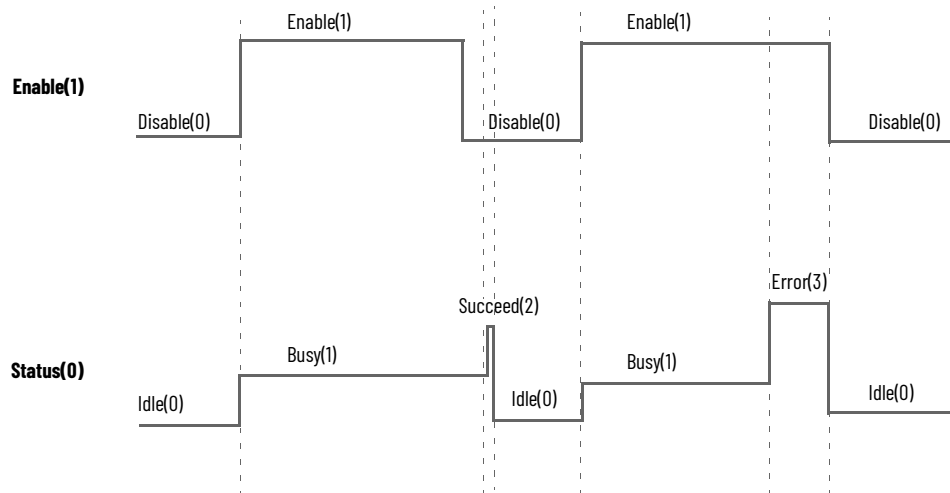 Enable(1)
Enable(1)
Enable(1)
Disable(0)
Disable(0)
Disable(0)
Error(3)
Succeed(2)
Busy(1)
Busy(1)
Status(0)
Idle(0)
Idle(0)
Idle(0)